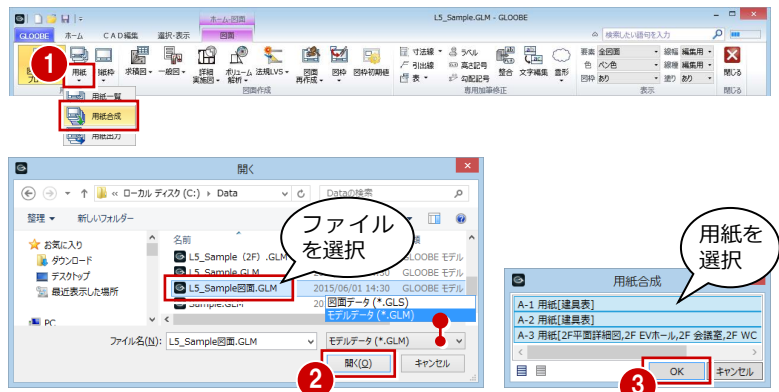 ホーム-図面
L5_Sample.GLM - GLOOBE
GLOOBE ホーム CAD編集 選択・表示 図面
検索したい語句を入力
1
用紙 図紙枠 求積図 一般図 詳細実施図 ボリューム解析 法規LVS 図面再作成 図枠 図枠初期値
寸法線 ラベル
引出線 高さ記号
表 勾配記号
整合 文字編集 雲形
要素 全図面 線幅 編集用
色 ペン色 線種 編集用
図枠 あり 塗り あり
閉じる
図面作成 専用加筆修正 表示 閉じる
用紙一覧
用紙合成
用紙出力
開く
« ローカル ディスク (C:) › Data
Dataの検索
整理 新しいフォルダー
お気に入り
ダウンロード
デスクトップ
最近表示した場所
PC
名前
L5_Sample（2F）.GLM GLOOBE モデル
L5_Sample.GLM GLOOBE モデル
L5_Sample図面.GLM 2015/06/01 14:30 GLOOBE モデル
Sample.GLM
図面データ (*.GLS)
モデルデータ (*.GLM)
ファイル名(N): L5_Sample図面.GLM モデルデータ (*.GLM)
開く(O) キャンセル
2
ファイル
を選択
用紙を
選択
用紙合成
A-1 用紙[建具表]
A-2 用紙[建具表]
A-3 用紙[2F平面詳細図,2F EVホール,2F 会議室,2F WC
OK キャンセル
3